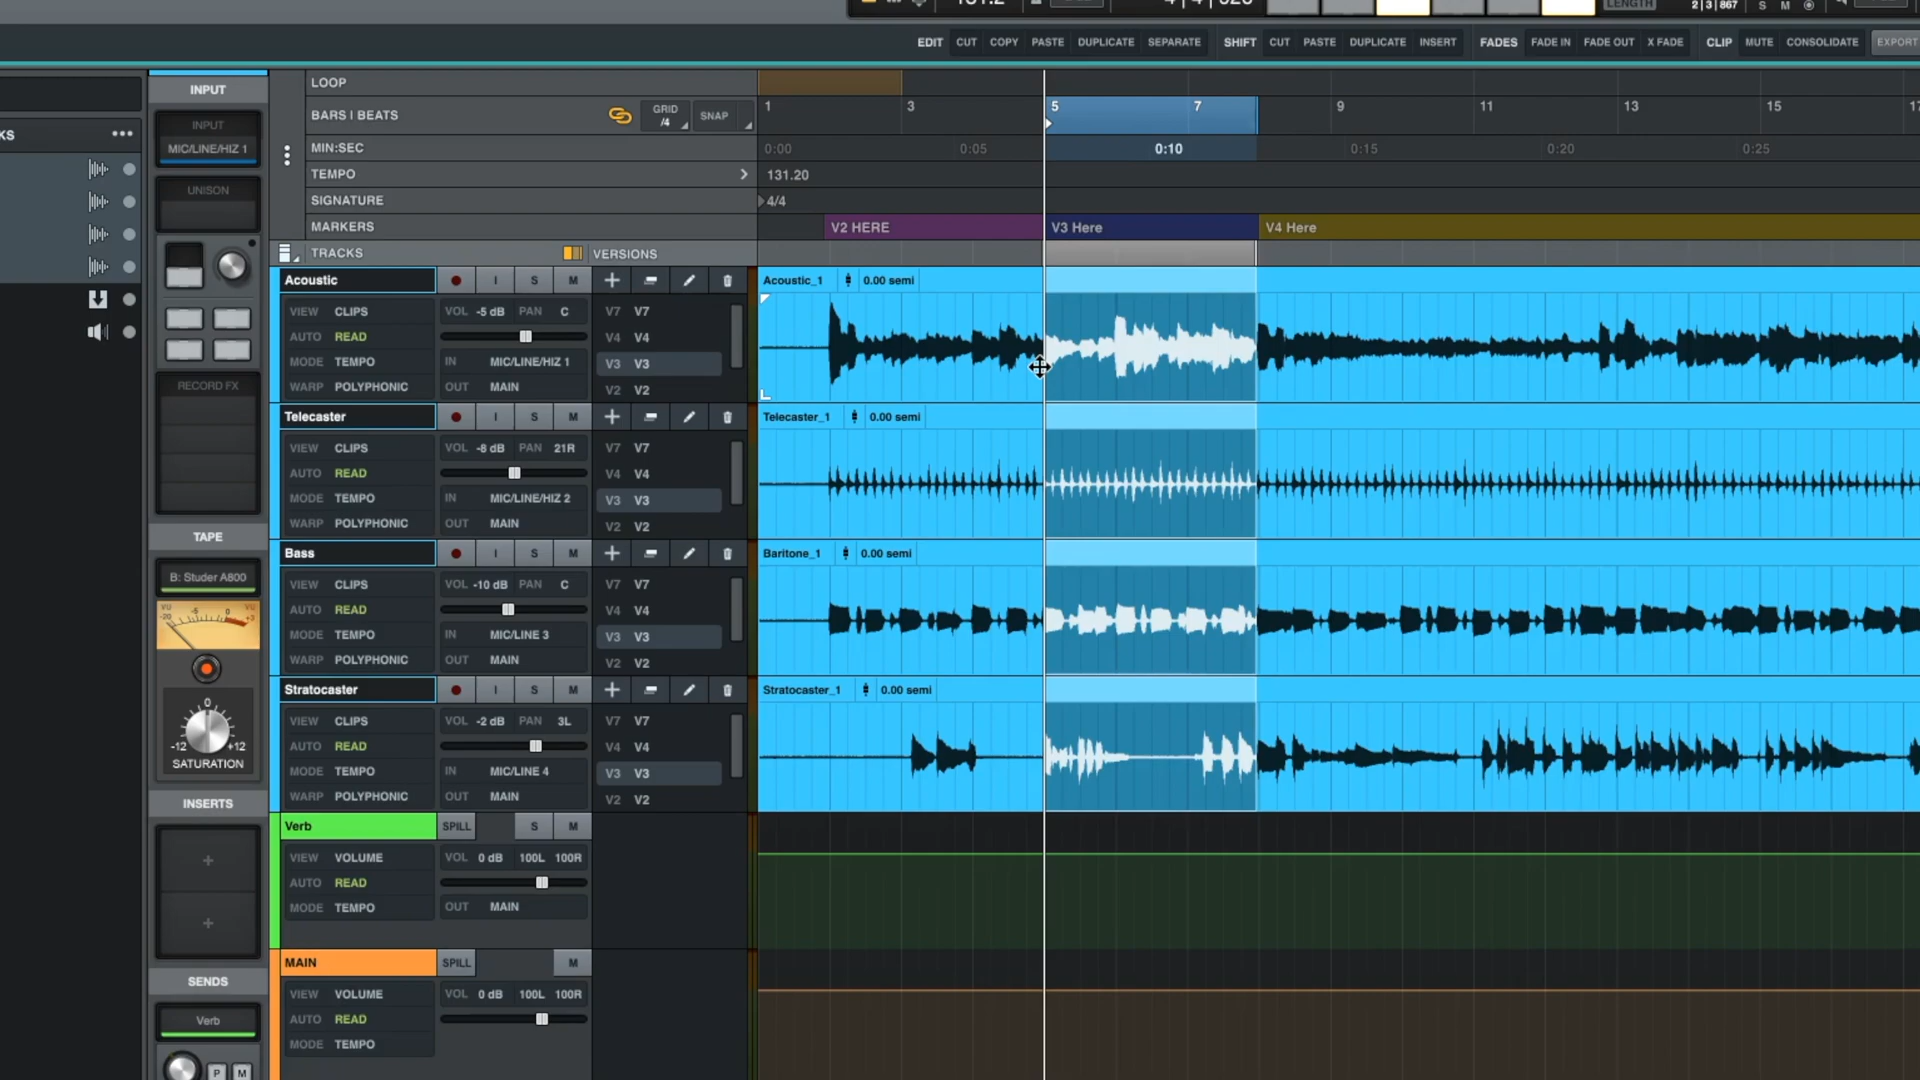 LENGTH 2|3|867 S M
EDIT CUT COPY PASTE DUPLICATE SEPARATE SHIFT CUT PASTE DUPLICATE INSERT FADES FADE IN FADE OUT X FADE CLIP MUTE CONSOLIDATE EXPORT
INPUT
INPUT
MIC/LINE/HIZ 1
UNISON
RECORD FX
TAPE
B: Studer A800
VU -20 -5 0 VU +3
0
-12 +12
SATURATION
INSERTS
+
+
SENDS
Verb
P M
KS
LOOP
BARS | BEATS GRID /4 SNAP 1 3 5 7 9 11 13 15 17
MIN:SEC 0:00 0:05 0:10 0:15 0:20 0:25
TEMPO 131.20
SIGNATURE 4/4
MARKERS V2 HERE V3 Here V4 Here
TRACKS VERSIONS
Acoustic I S M Acoustic_1 0.00 semi
VIEW CLIPS VOL -5 dB PAN C V7 V7
AUTO READ V4 V4
MODE TEMPO IN MIC/LINE/HIZ 1 V3 V3
WARP POLYPHONIC OUT MAIN V2 V2
Telecaster I S M Telecaster_1 0.00 semi
VIEW CLIPS VOL -8 dB PAN 21R V7 V7
AUTO READ V4 V4
MODE TEMPO IN MIC/LINE/HIZ 2 V3 V3
WARP POLYPHONIC OUT MAIN V2 V2
Bass I S M Baritone_1 0.00 semi
VIEW CLIPS VOL -10 dB PAN C V7 V7
AUTO READ V4 V4
MODE TEMPO IN MIC/LINE 3 V3 V3
WARP POLYPHONIC OUT MAIN V2 V2
Stratocaster I S M Stratocaster_1 0.00 semi
VIEW CLIPS VOL -2 dB PAN 3L V7 V7
AUTO READ V4 V4
MODE TEMPO IN MIC/LINE 4 V3 V3
WARP POLYPHONIC OUT MAIN V2 V2
Verb SPILL S M
VIEW VOLUME VOL 0 dB 100L 100R
AUTO READ
MODE TEMPO OUT MAIN
MAIN SPILL M
VIEW VOLUME VOL 0 dB 100L 100R
AUTO READ
MODE TEMPO